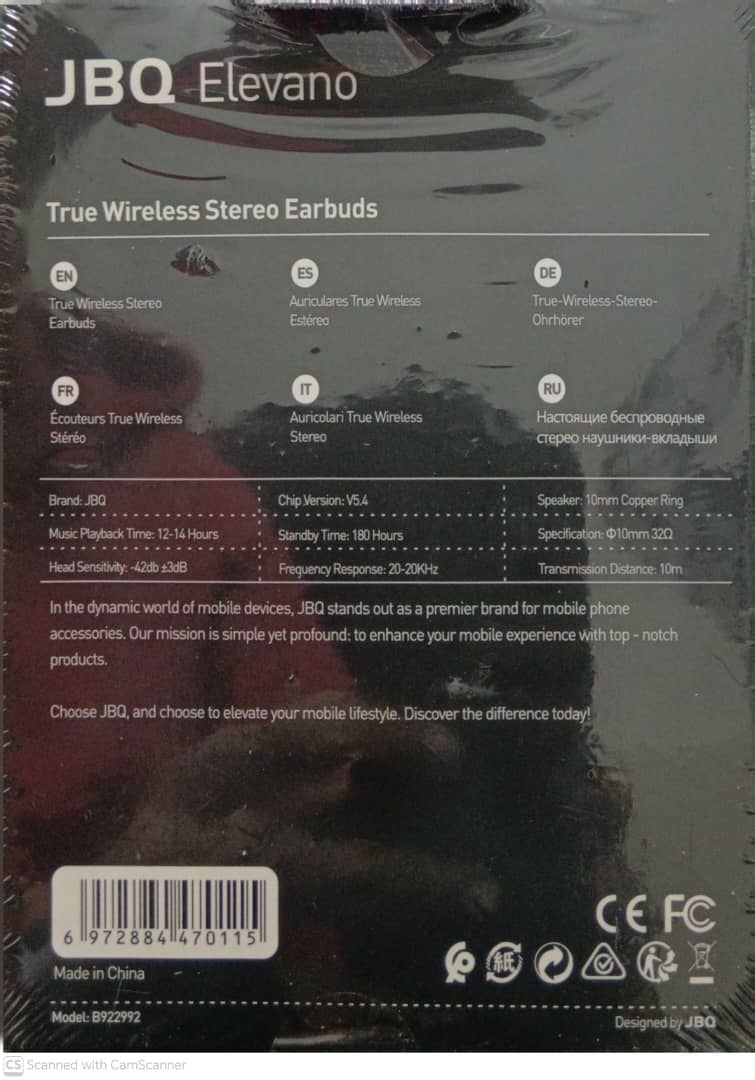 JBQ Elevano
True Wireless Stereo Earbuds
EN
True Wireless Stereo
Earbuds
ES
Auriculares True Wireless
Estéreo
DE
True-Wireless-Stereo-
Ohrhörer
FR
Écouteurs True Wireless
Stéréo
IT
Auricolari True Wireless
Stereo
RU
Настоящие беспроводные
стерео наушники-вкладыши
Brand: JBQ
Chip Version: V5.4
Speaker: 10mm Copper Ring
Music Playback Time: 12-14 Hours
Standby Time: 180 Hours
Specification: Φ10mm 32Ω
Head Sensitivity: -42db ±3dB
Frequency Response: 20-20KHz
Transmission Distance: 10m
In the dynamic world of mobile devices, JBQ stands out as a premier brand for mobile phone
accessories. Our mission is simple yet profound: to enhance your mobile experience with top - notch
products.
Choose JBQ, and choose to elevate your mobile lifestyle. Discover the difference today!
6 972884 470115
CE FC
紙
Made in China
Model: B922992
Designed by JBQ
CS Scanned with CamScanner